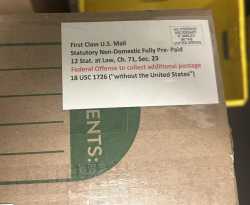 First Class U.S. Mail
Statutory Non-Domestic Fully Pre- Paid
12 Stat. at Law, Ch. 71, Sec. 23
Federal Offense to collect additional postage
18 USC 1726 ("without the United States")
ENTS: